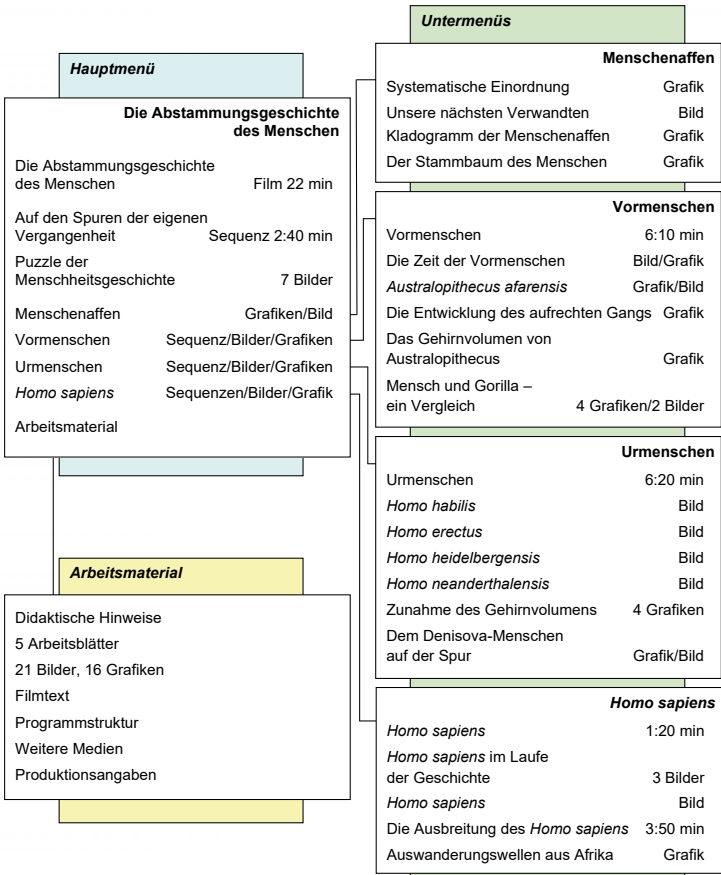 Hauptmenü
Die Abstammungsgeschichte
des Menschen
Die Abstammungsgeschichte
des Menschen Film 22 min
Auf den Spuren der eigenen
Vergangenheit Sequenz 2:40 min
Puzzle der
Menschheitsgeschichte 7 Bilder
Menschenaffen Grafiken/Bild
Vormenschen Sequenz/Bilder/Grafiken
Urmenschen Sequenz/Bilder/Grafiken
Homo sapiens Sequenzen/Bilder/Grafik
Arbeitsmaterial
Arbeitsmaterial
Didaktische Hinweise
5 Arbeitsblätter
21 Bilder, 16 Grafiken
Filmtext
Programmstruktur
Weitere Medien
Produktionsangaben
Untermenüs
Menschenaffen
Systematische Einordnung Grafik
Unsere nächsten Verwandten Bild
Kladogramm der Menschenaffen Grafik
Der Stammbaum des Menschen Grafik
Vormenschen
Vormenschen 6:10 min
Die Zeit der Vormenschen Bild/Grafik
Australopithecus afarensis Grafik/Bild
Die Entwicklung des aufrechten Gangs Grafik
Das Gehirnvolumen von
Australopithecus Grafik
Mensch und Gorilla –
ein Vergleich 4 Grafiken/2 Bilder
Urmenschen
Urmenschen 6:20 min
Homo habilis Bild
Homo erectus Bild
Homo heidelbergensis Bild
Homo neanderthalensis Bild
Zunahme des Gehirnvolumens 4 Grafiken
Dem Denisova-Menschen
auf der Spur Grafik/Bild
Homo sapiens
Homo sapiens 1:20 min
Homo sapiens im Laufe
der Geschichte 3 Bilder
Homo sapiens Bild
Die Ausbreitung des Homo sapiens 3:50 min
Auswanderungswellen aus Afrika Grafik